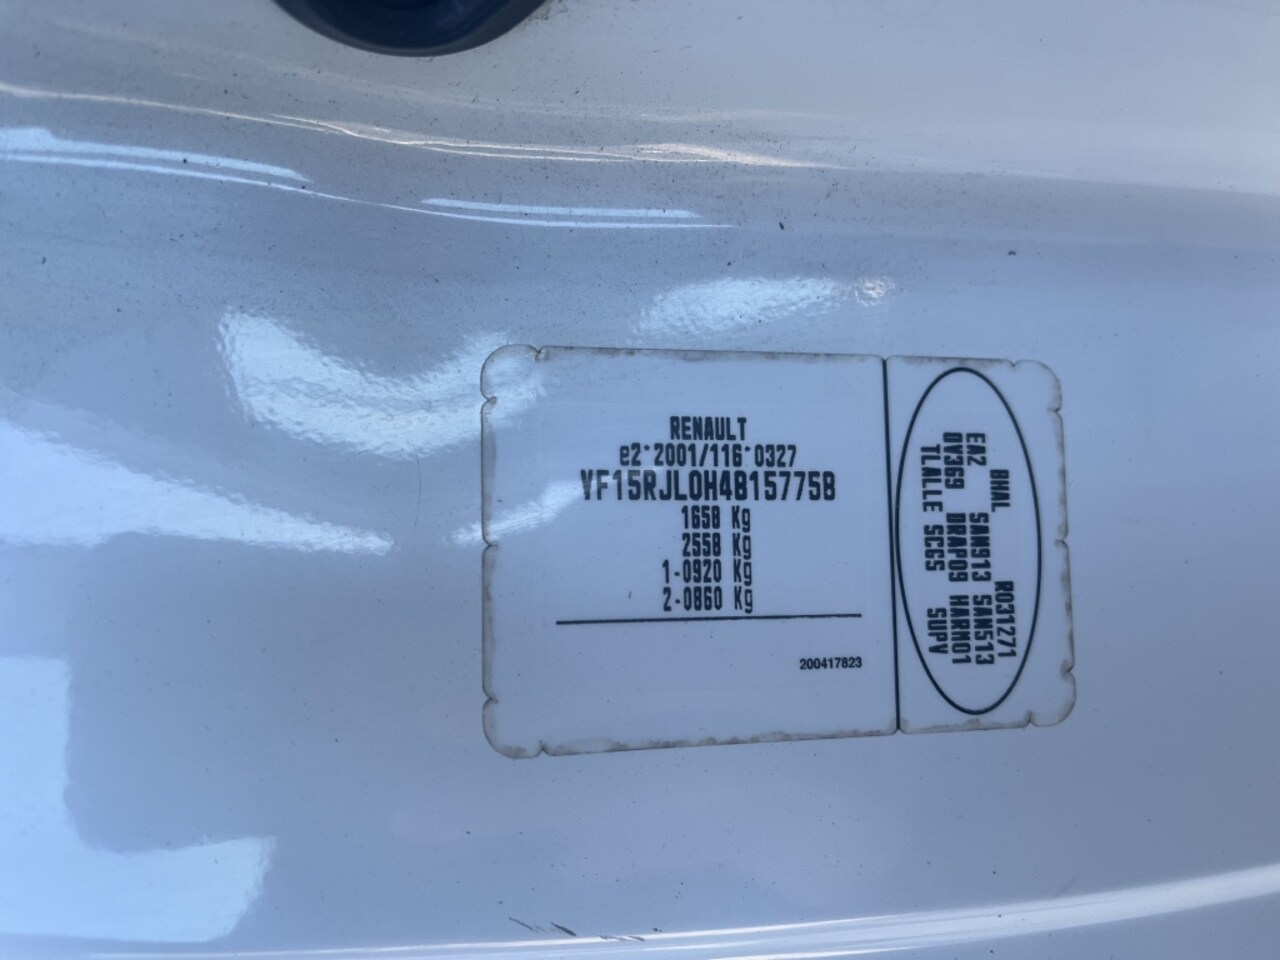 RENAULT
e2*2001/116*0327
VF15RJL0H48157758
1658 Kg
2558 Kg
1-0920 Kg
2-0860 Kg
200417823
BHAL R031271
EA2 SAN913 SAN513
0V369 DRAP09 HARM01
TLALLE SCG5 SUPV